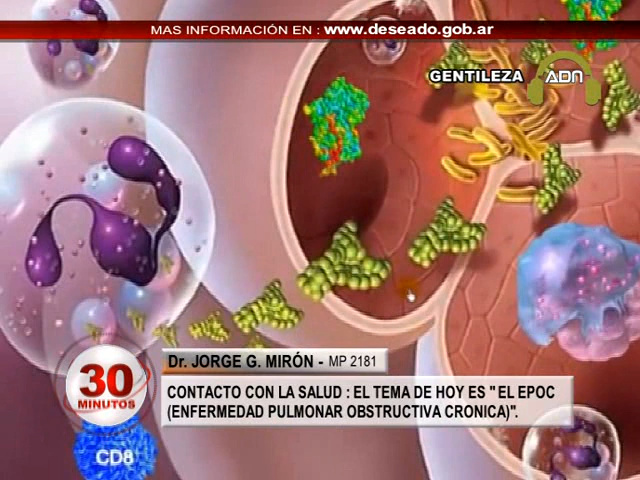 MAS INFORMACIÓN EN : www.deseado.gob.ar
GENTILEZA ADN
Dr. JORGE G. MIRÓN - MP 2181
30
MINUTOS
CONTACTO CON LA SALUD : EL TEMA DE HOY ES " EL EPOC
(ENFERMEDAD PULMONAR OBSTRUCTIVA CRONICA)".
CD8